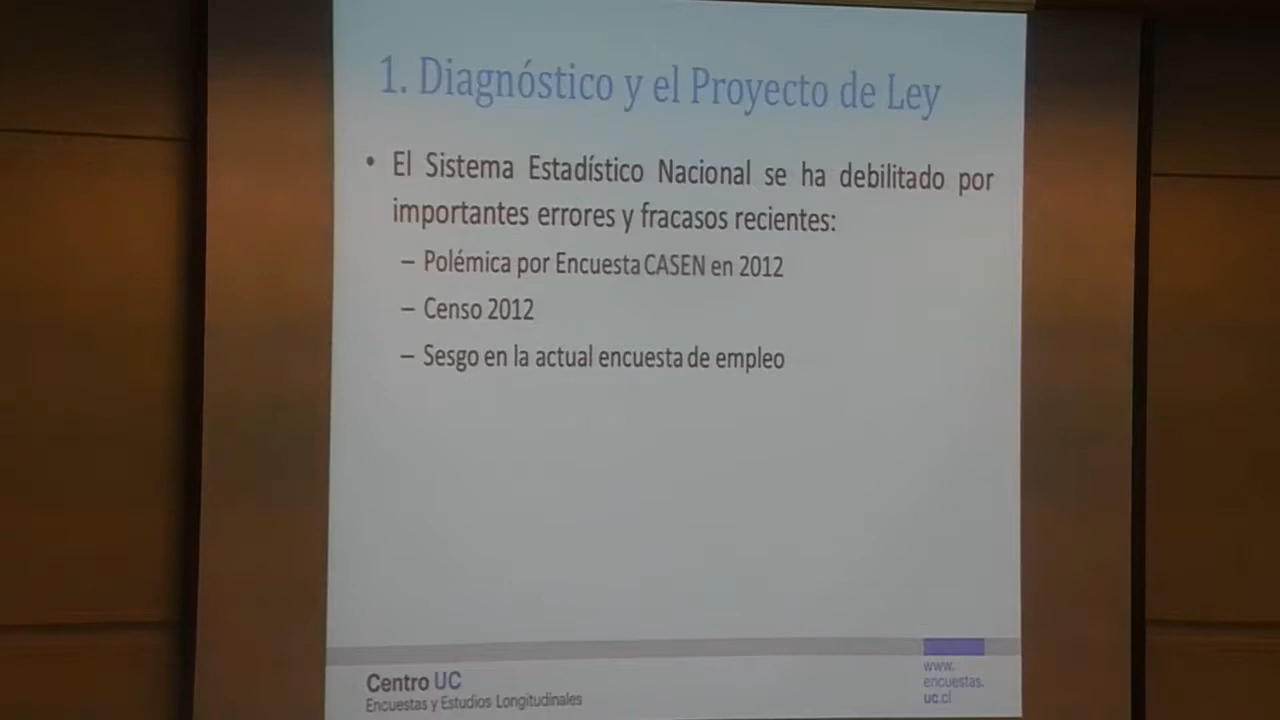 1. Diagnóstico y el Proyecto de Ley
• El Sistema Estadístico Nacional se ha debilitado por
importantes errores y fracasos recientes:
– Polémica por Encuesta CASEN en 2012
– Censo 2012
– Sesgo en la actual encuesta de empleo
Centro UC
Encuestas y Estudios Longitudinales
www.
encuestas.
uc.cl